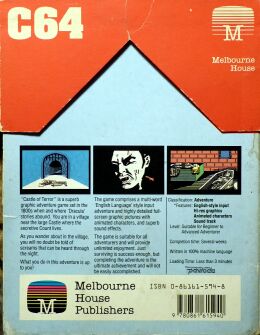 C64
M
Melbourne
House
"Castle of Terror" is a superb
graphic adventure game set in the
1800s when and where 'Dracula'
stories abound. You are in a village
near the large Castle where the
secretive Count lives.
As you wander about in the village,
you will no doubt be told of
screams that can be heard through
the night.
What do you do in this adventure is up
to you?
The game comprises a multi-word
English Language" style input
adventure and highly detailed full-
screen graphic pictures with
animated characters, and superb
sound effects.
The game is suitable for all
adventurers and will provide
unlimited enjoyment. Just
surviving is success enough, but
completing the adventure is the
ultimate achievement and will not
be easily accomplished.
Classification: Adventure
Features: English-style input
Hi-res graphics
Animated characters
Sound track
Level: Suitable for Beginner to
Advanced Adventurer
Competition time: Several weeks
Written in 100% machine language
Loading Time: Less than 3 minutes
M
Melbourne
House
Publishers
ISBN 0-86161-594-8
9 780861 615940